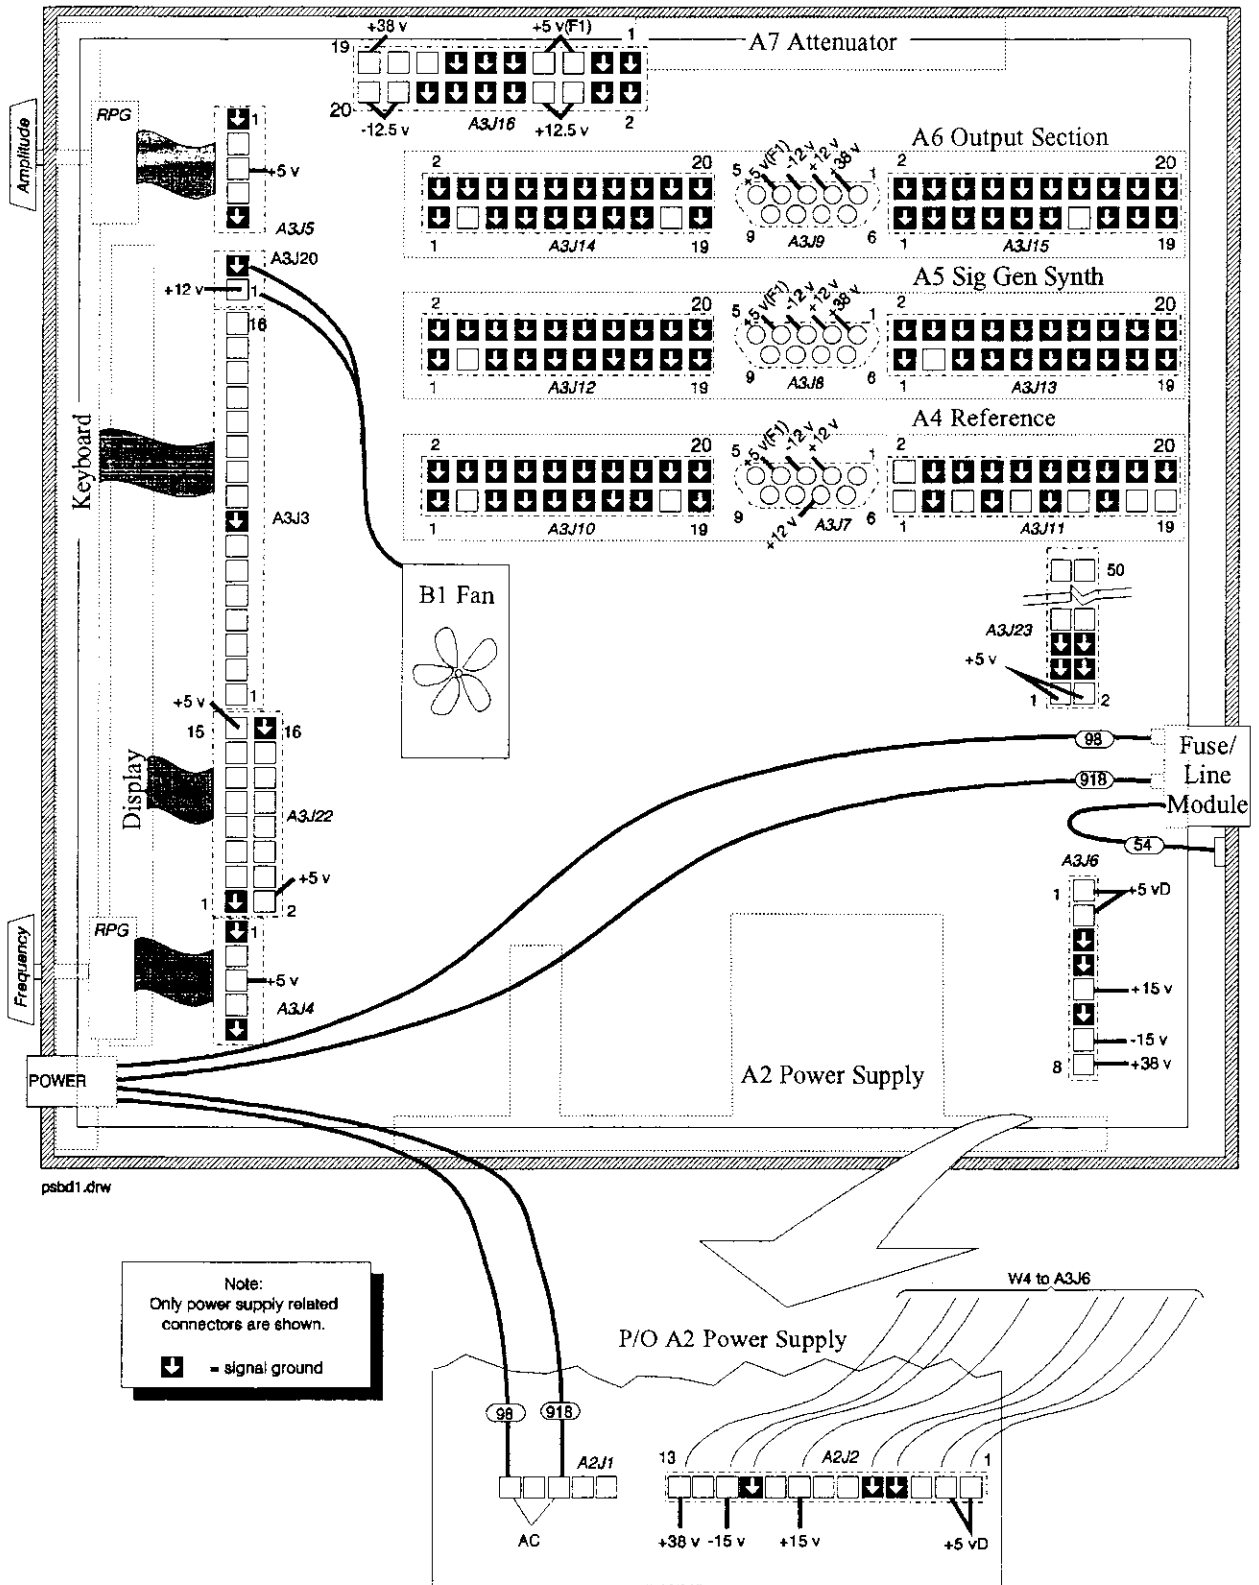 +38 v
+5 v(F1)
1
19
A7 Attenuator
20
-12.5 v
A3J16
+12.5v
2
Amplitude
RPG
1
+5 v
A3J5
A6 Output Section
2
20
5
+5 v(F1)
-12 v
+12 v
+38v
1
2
20
1
A3J14
19
9
A3J9
6
1
A3J15
19
A3J20
+12 v
1
A5 Sig Gen Synth
2
20
5
+5 v(F1)
-12 v
+12 v
+38 v
1
2
20
1
A3J12
19
9
A3J8
6
1
A3J13
19
16
Keyboard
A3J3
1
A4 Reference
2
20
5
+5 v(F1)
-12 v
+12 v
1
2
20
1
A3J10
19
9
+12 v
A3J7
6
1
A3J11
19
B1 Fan
50
A3J23
+5 v
1
2
+5 v
15
16
Display
A3J22
+5 v
1
2
98
918
Fuse/
Line
Module
54
A3J6
1
+5 vD
+15 v
-15 v
8
+38 v
Frequency
RPG
1
+5 v
A3J4
POWER
A2 Power Supply
psbd1.drw
Note:
Only power supply related
connectors are shown.
= signal ground
W4 to A3J6
P/O A2 Power Supply
98
918
A2J1
AC
13
A2J2
1
+38 v
-15 v
+15 v
+5 vD